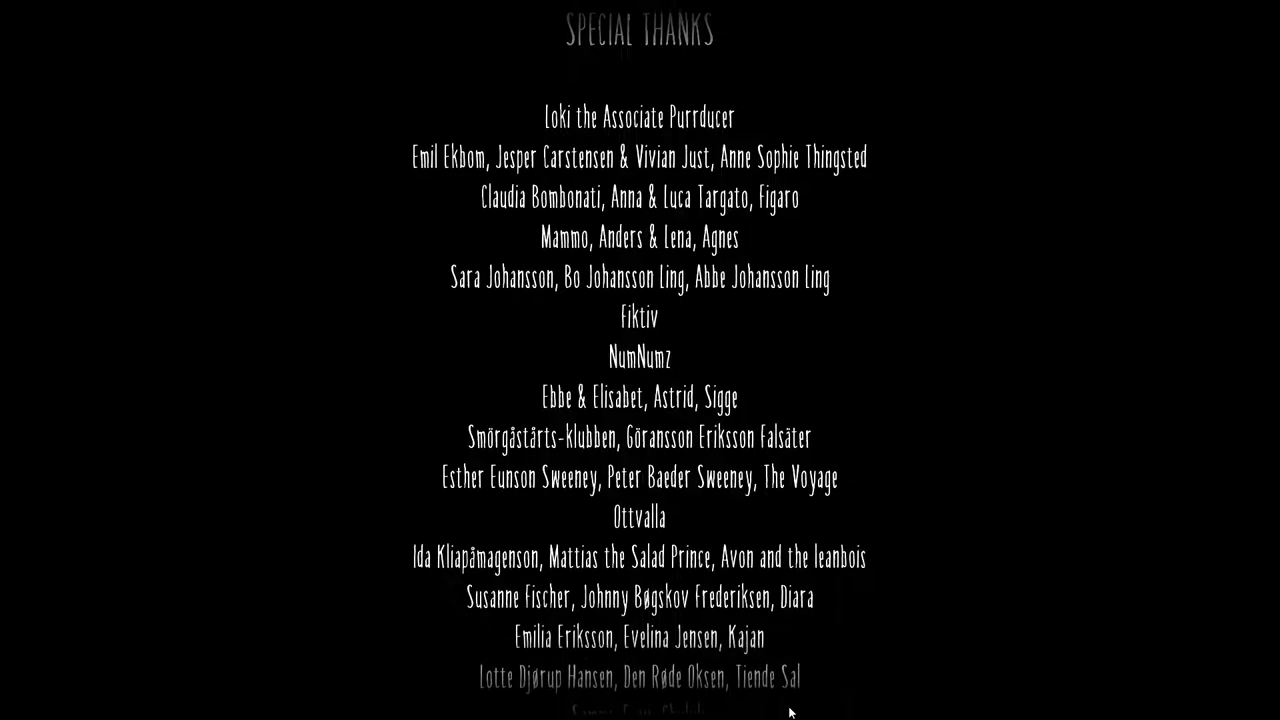 SPECIAL THANKS
Loki the Associate Purrducer
Emil Ekbom, Jesper Carstensen & Vivian Just, Anne Sophie Thingsted
Claudia Bombonati, Anna & Luca Targato, Figaro
Mammo, Anders & Lena, Agnes
Sara Johansson, Bo Johansson Ling, Abbe Johansson Ling
Fiktiv
NumNumz
Ebbe & Elisabet, Astrid, Sigge
Smörgåstårts-klubben, Göransson Eriksson Falsäter
Esther Eunson Sweeney, Peter Baeder Sweeney, The Voyage
Ottvalla
Ida Kliapåmagenson, Mattias the Salad Prince, Avon and the leanbois
Susanne Fischer, Johnny Bøgskov Frederiksen, Diara
Emilia Eriksson, Evelina Jensen, Kajan
Lotte Djørup Hansen, Den Røde Oksen, Tiende Sal